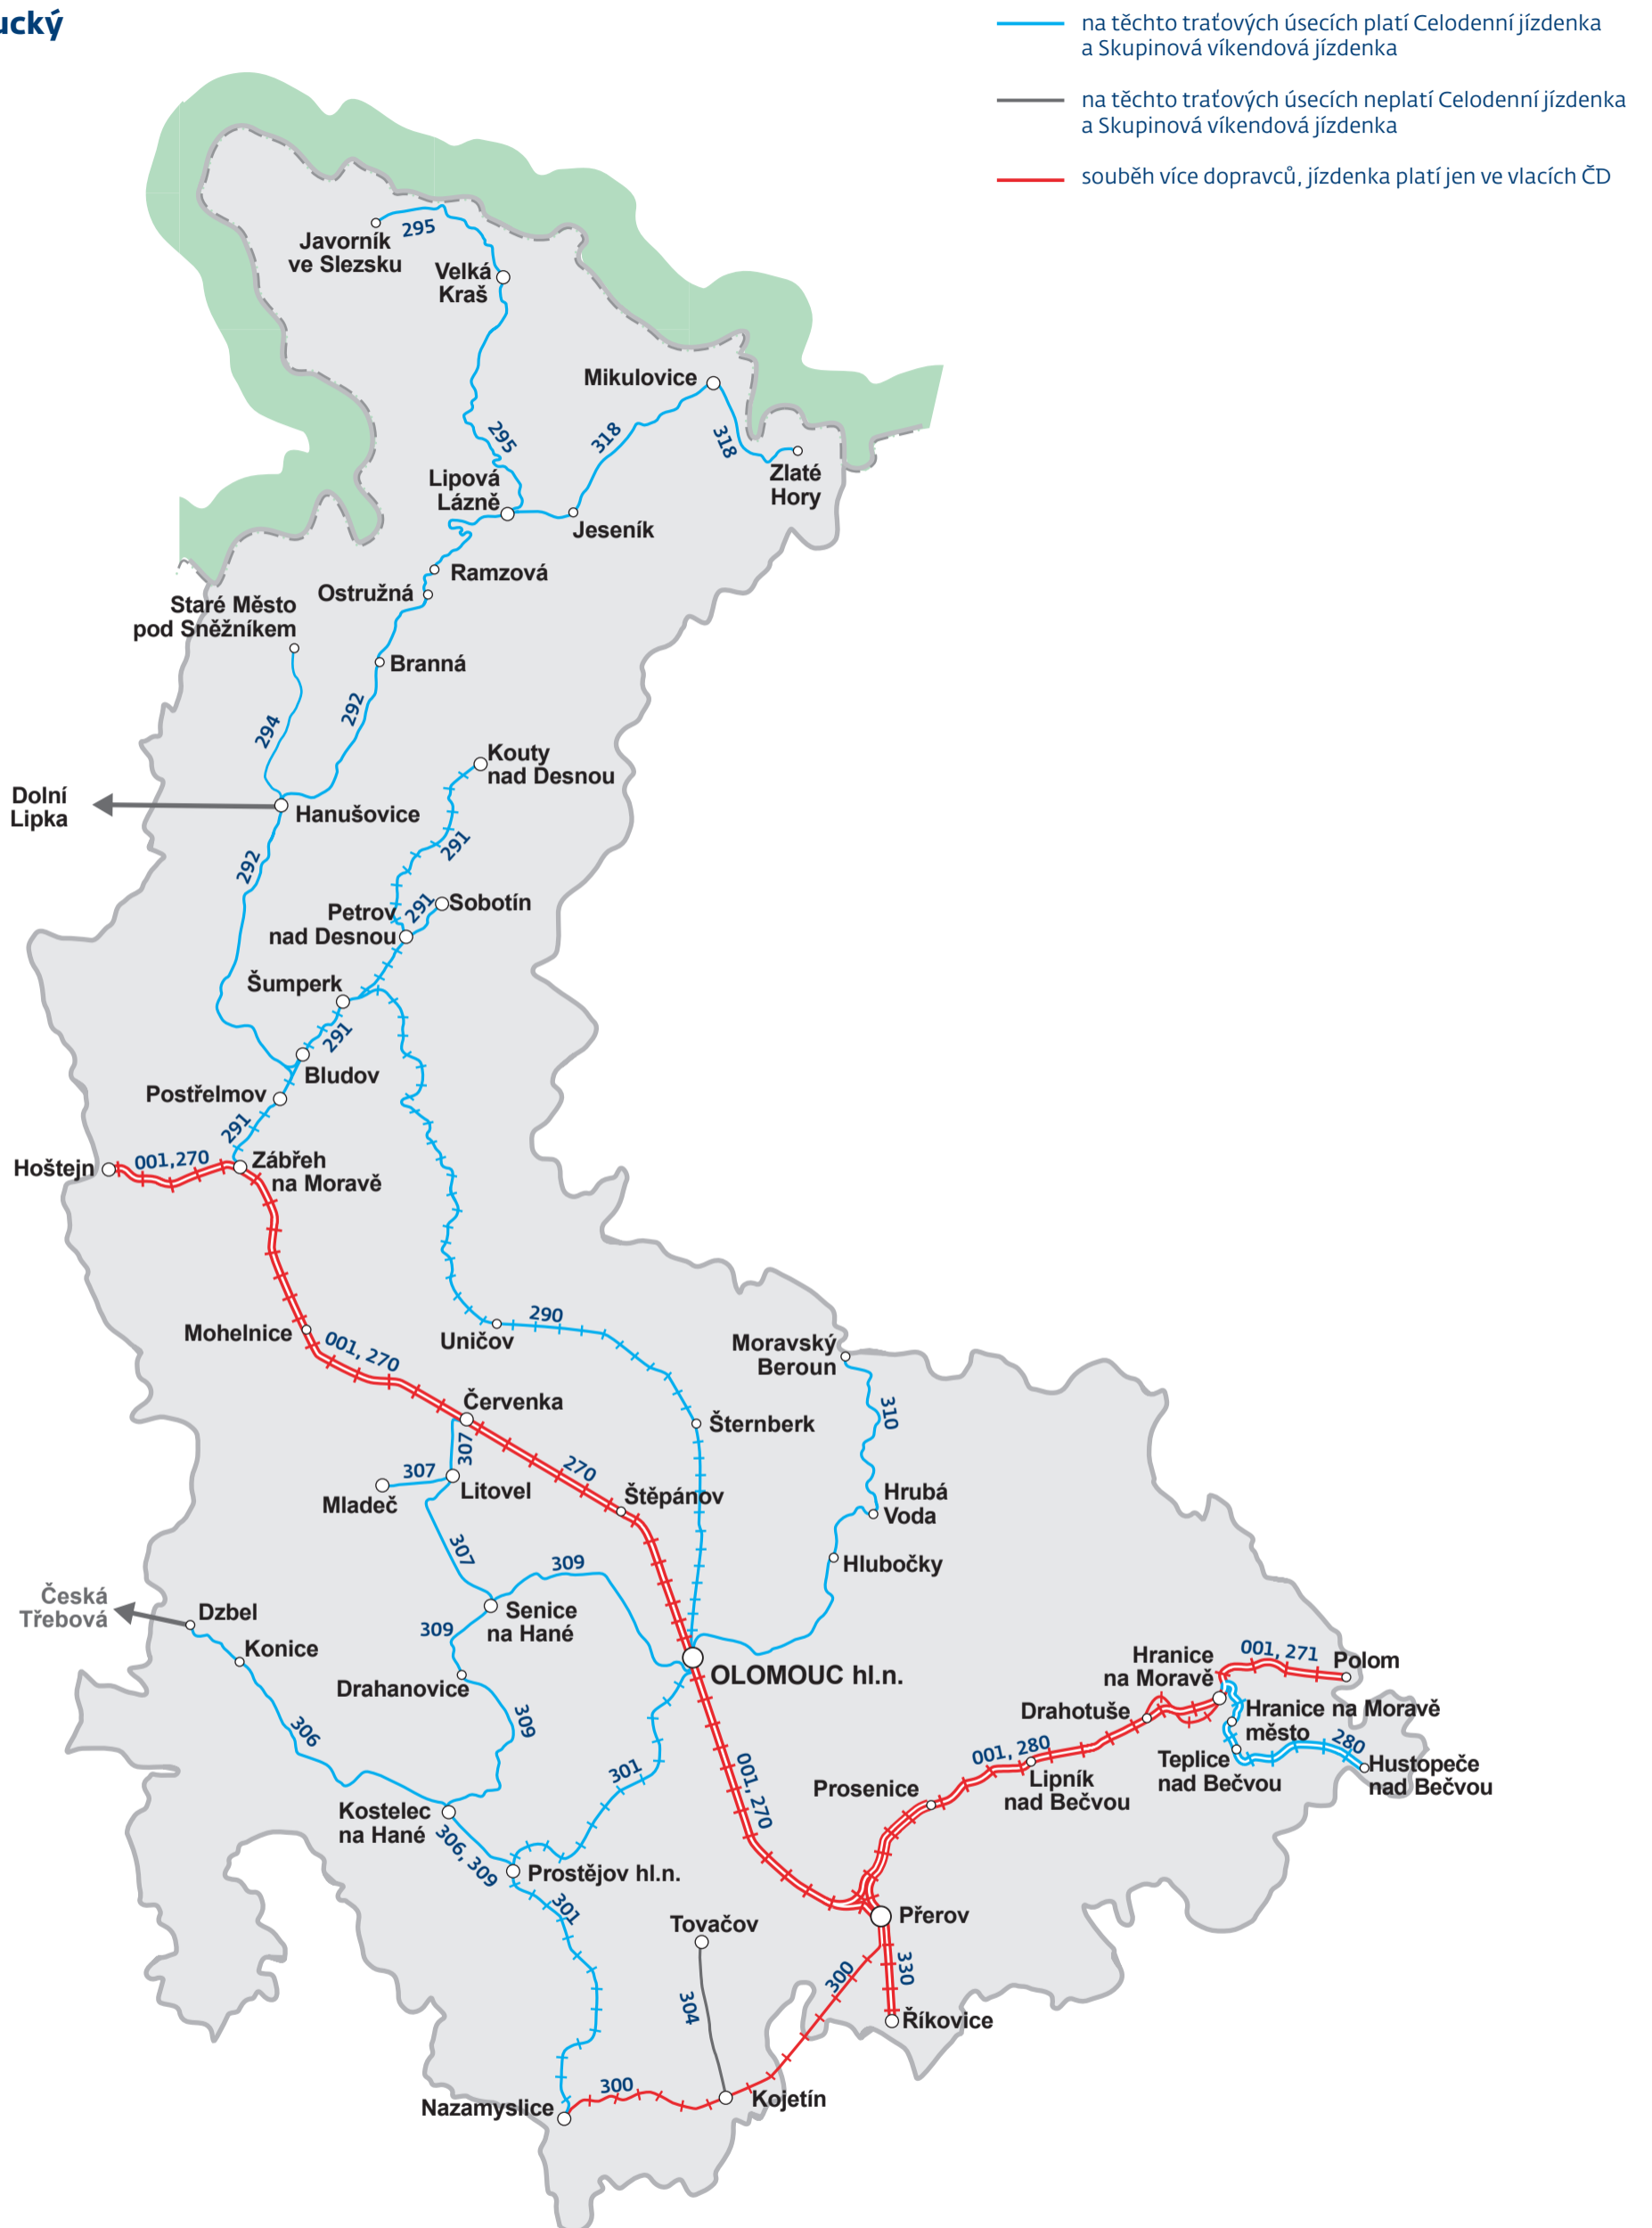 ucký
na těchto traťových úsecích platí Celodenní jízdenka
a Skupinová víkendová jízdenka
na těchto traťových úsecích neplatí Celodenní jízdenka
a Skupinová víkendová jízdenka
souběh více dopravců, jízdenka platí jen ve vlacích ČD
295
Javorník
ve Slezsku
Velká
Kraš
Mikulovice
295
318
318
Zlaté
Hory
Lipová
Lázně
Jeseník
Ramzová
Ostružná
Staré Město
pod Sněžníkem
Branná
294
292
Kouty
nad Desnou
Dolní
Lipka
Hanušovice
291
292
291
Sobotín
Petrov
nad Desnou
Šumperk
291
Bludov
Postřelmov
291
Hoštejn
001,270
Zábřeh
na Moravě
290
Mohelnice
001, 270
Uničov
Moravský
Beroun
310
Červenka
Šternberk
307
307
270
Mladeč
Litovel
Štěpánov
Hrubá
Voda
307
309
Hlubočky
Česká
Třebová
Dzbel
Senice
na Hané
309
Konice
Drahanovice
OLOMOUC hl.n.
Hranice
na Moravě
001, 271
Polom
Drahotuše
Hranice na Moravě
město
306
309
001, 280
280
Teplice
nad Bečvou
Hustopeče
nad Bečvou
301
001, 270
Prosenice
Lipník
nad Bečvou
Kostelec
na Hané
306, 309
Prostějov hl.n.
301
Tovačov
Přerov
300
330
304
Říkovice
300
Nazamyslice
Kojetín